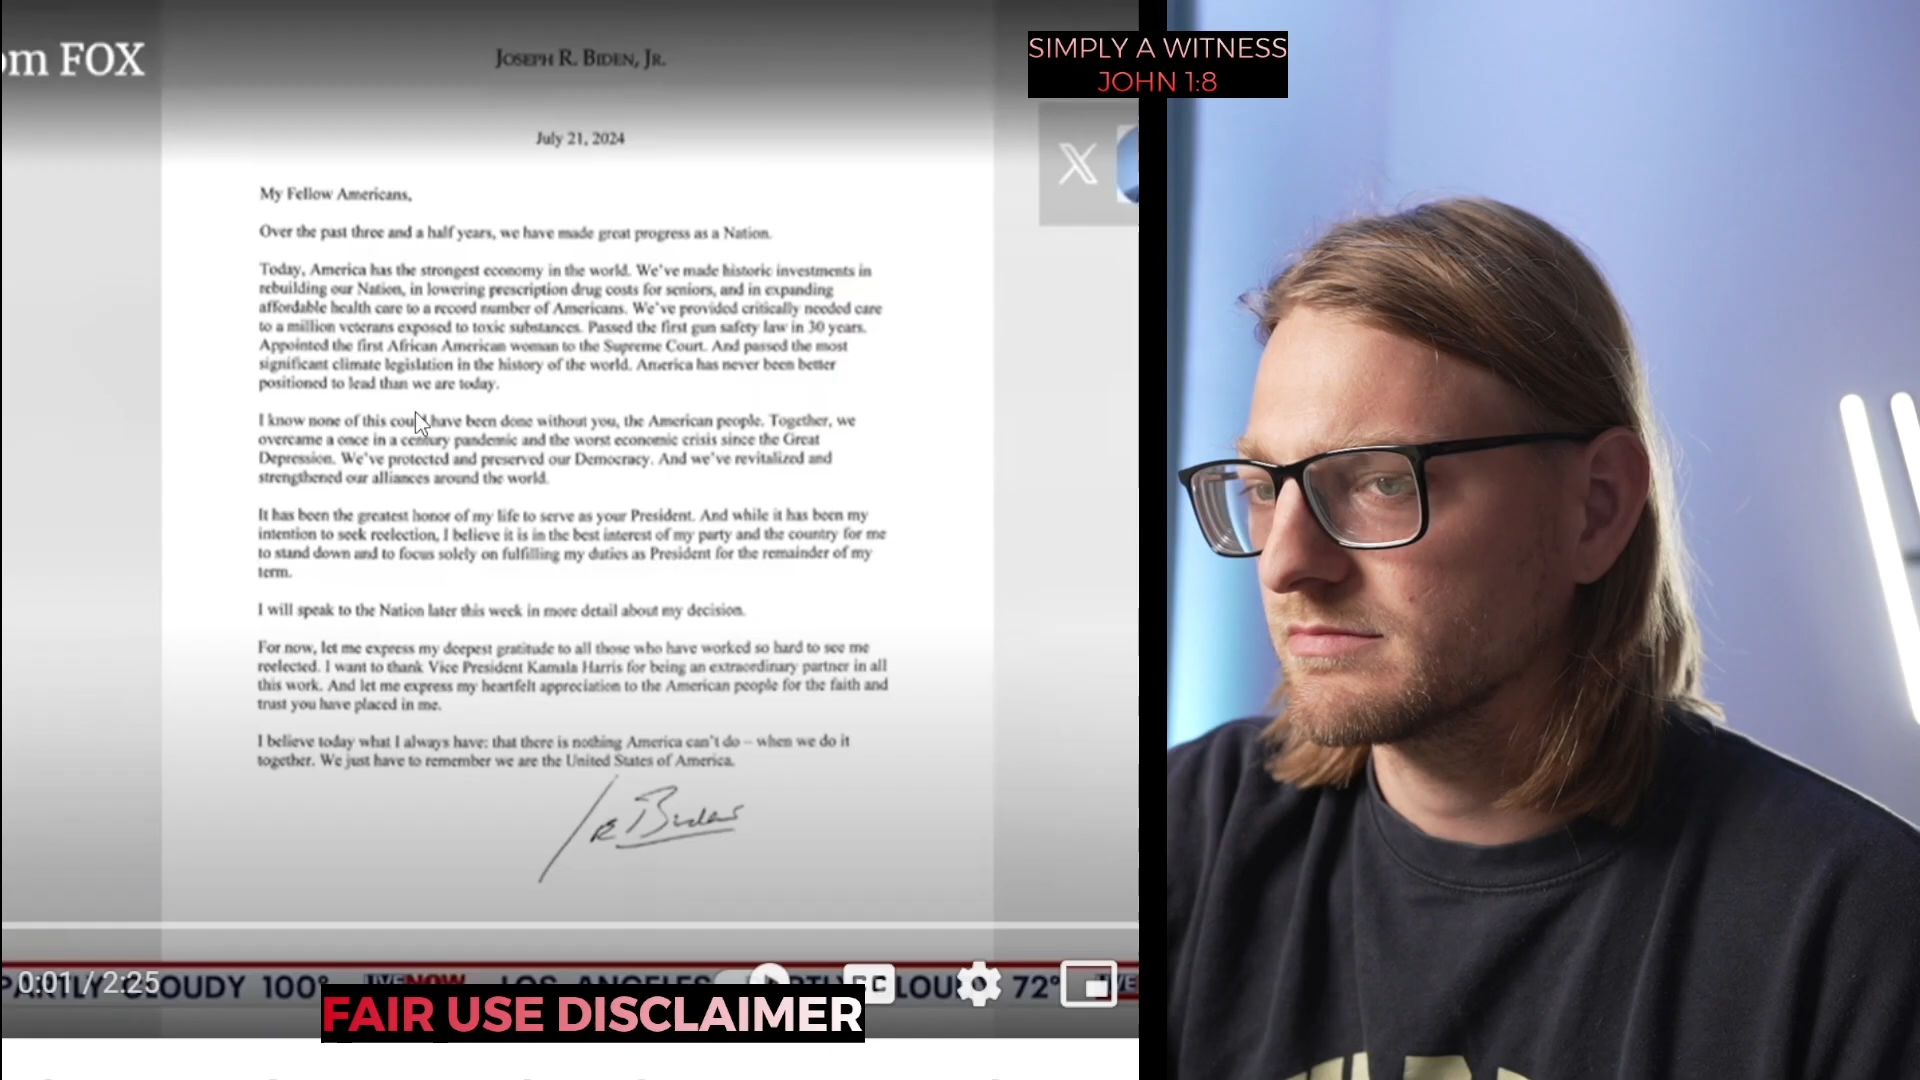 om FOX
SIMPLY A WITNESS
JOHN 1:8
JOSEPH R. BIDEN, JR.
July 21, 2024
My Fellow Americans,
Over the past three and a half years, we have made great progress as a Nation.
Today, America has the strongest economy in the world. We've made historic investments in
rebuilding our Nation, in lowering prescription drug costs for seniors, and in expanding
affordable health care to a record number of Americans. We've provided critically needed care
to a million veterans exposed to toxic substances. Passed the first gun safety law in 30 years.
Appointed the first African American woman to the Supreme Court. And passed the most
significant climate legislation in the history of the world. America has never been better
positioned to lead than we are today.
I know none of this could have been done without you, the American people. Together, we
overcame a once in a century pandemic and the worst economic crisis since the Great
Depression. We've protected and preserved our Democracy. And we've revitalized and
strengthened our alliances around the world.
It has been the greatest honor of my life to serve as your President. And while it has been my
intention to seek reelection, I believe it is in the best interest of my party and the country for me
to stand down and to focus solely on fulfilling my duties as President for the remainder of my
term.
I will speak to the Nation later this week in more detail about my decision.
For now, let me express my deepest gratitude to all those who have worked so hard to see me
reelected. I want to thank Vice President Kamala Harris for being an extraordinary partner in all
this work. And let me express my heartfelt appreciation to the American people for the faith and
trust you have placed in me.
I believe today what I always have: that there is nothing America can't do – when we do it
together. We just have to remember we are the United States of America.
Joe Biden
0:01 / 2:25
PARTLY CLOUDY 100° LIVENOW LOS ANGELES 72°
FAIR USE DISCLAIMER